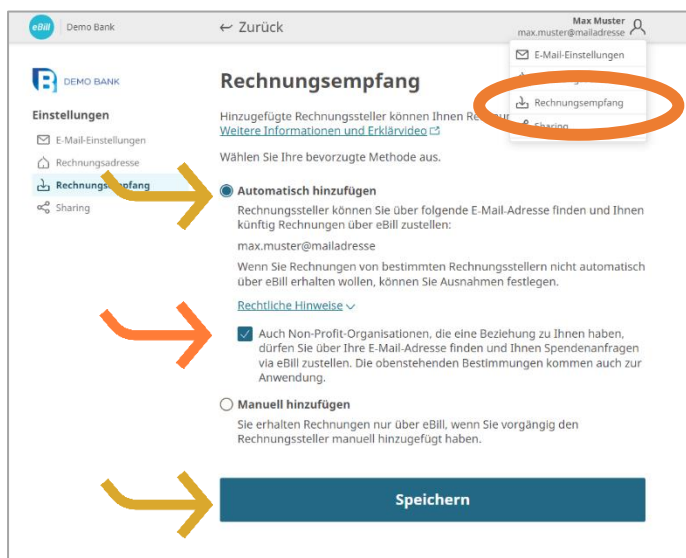 eBill Demo Bank
← Zurück
Max Muster
max.muster@mailadresse
E-Mail-Einstellungen
Rechnungsempfang
Sharing
DEMO BANK
Einstellungen
E-Mail-Einstellungen
Rechnungsadresse
Rechnungsempfang
Sharing
Rechnungsempfang
Hinzugefügte Rechnungssteller können Ihnen
Weitere Informationen und Erklärvideo
Wählen Sie Ihre bevorzugte Methode aus.
Automatisch hinzufügen
Rechnungssteller können Sie über folgende E-Mail-Adresse finden und Ihnen
künftig Rechnungen über eBill zustellen:
max.muster@mailadresse
Wenn Sie Rechnungen von bestimmten Rechnungsstellern nicht automatisch
über eBill erhalten wollen, können Sie Ausnahmen festlegen.
Rechtliche Hinweise
Auch Non-Profit-Organisationen, die eine Beziehung zu Ihnen haben,
dürfen Sie über Ihre E-Mail-Adresse finden und Ihnen Spendenanfragen
via eBill zustellen. Die obenstehenden Bestimmungen kommen auch zur
Anwendung.
Manuell hinzufügen
Sie erhalten Rechnungen nur über eBill, wenn Sie vorgängig den
Rechnungssteller manuell hinzugefügt haben.
Speichern